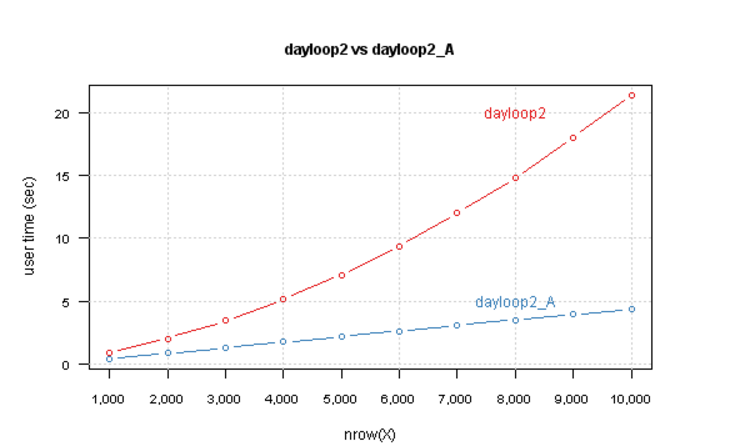 dayloop2 vs dayloop2_A
user time (sec)
20
15
10
5
0
dayloop2
dayloop2_A
1,000 2,000 3,000 4,000 5,000 6,000 7,000 8,000 9,000 10,000
nrow(X)